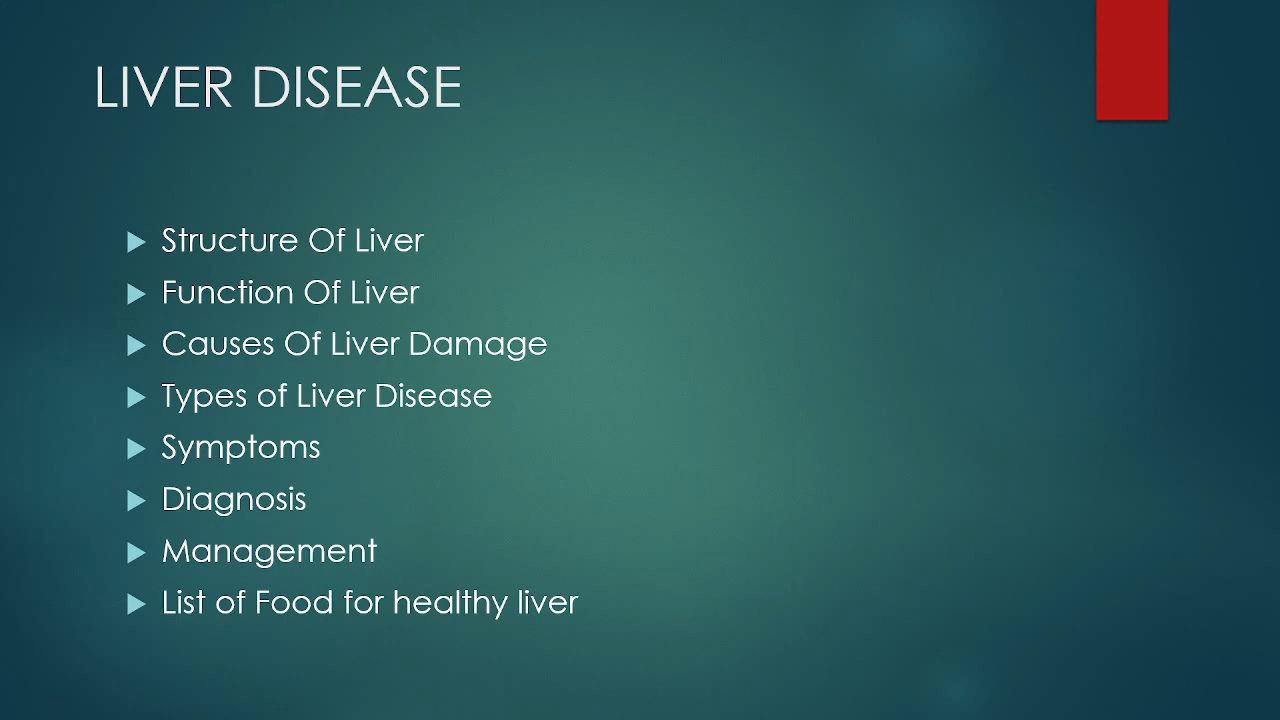 LIVER DISEASE
Structure Of Liver
Function Of Liver
Causes Of Liver Damage
Types of Liver Disease
Symptoms
Diagnosis
Management
List of Food for healthy liver